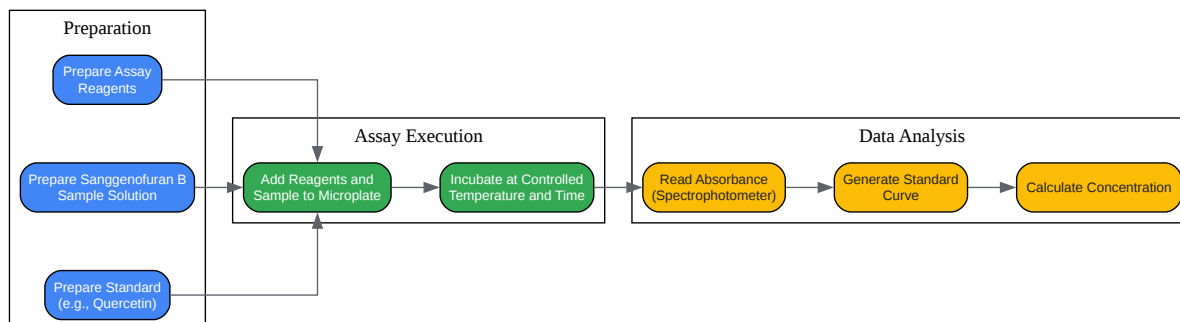 Preparation
Prepare Assay
Reagents
Prepare Sanggenofuran B
Sample Solution
Prepare Standard
(e.g., Quercetin)
Assay Execution
Add Reagents and
Sample to Microplate
Incubate at Controlled
Temperature and Time
Data Analysis
Read Absorbance
(Spectrophotometer)
Generate Standard
Curve
Calculate Concentration